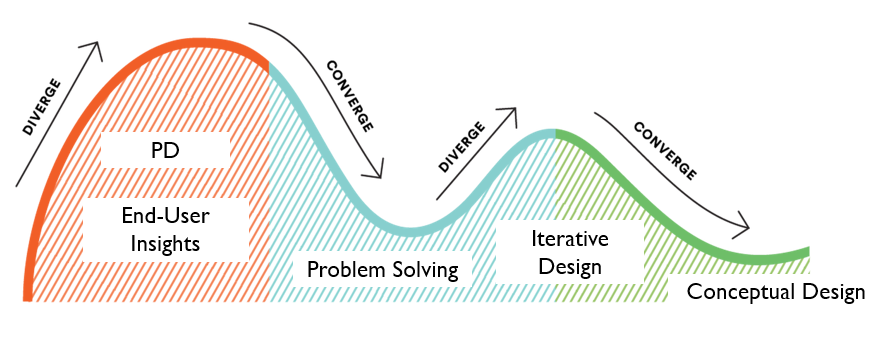 DIVERGE
CONVERGE
DIVERGE
CONVERGE
PD
End-User
Insights
Problem Solving
Iterative
Design
Conceptual Design